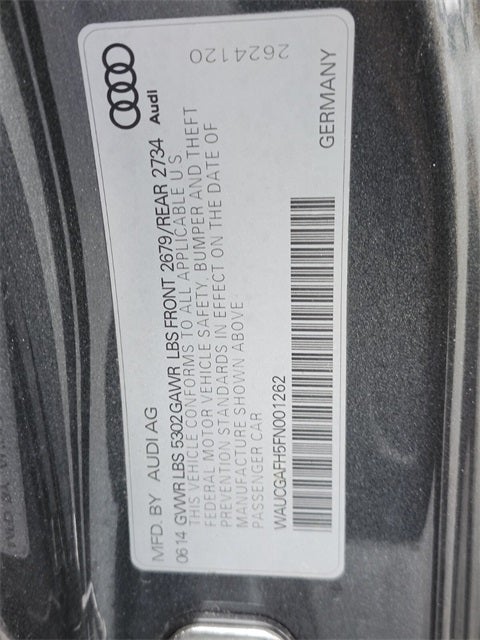 MFD. BY AUDI AG
06 14 GVWR LBS 5302 GAWR LBS FRONT 2679/REAR 2734
THIS VEHICLE CONFORMS TO ALL APPLICABLE U S
FEDERAL MOTOR VEHICLE SAFETY, BUMPER AND THEFT
PREVENTION STANDARDS IN EFFECT ON THE DATE OF
MANUFACTURE SHOWN ABOVE
PASSENGER CAR
WAUCGAFH5FN001262
Audi
GERMANY
2624120